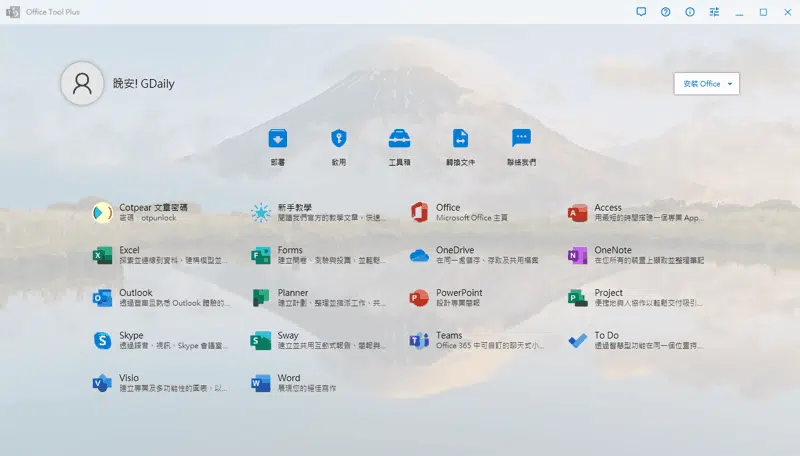 Office Tool Plus
晚安! GDaily
安裝 Office
部署
啟用
工具箱
轉換文件
聯絡我們
Cotpear 文章密碼
密碼：otpunlock
新手教學
閱讀我們官方的教學文章，快速...
Office
Microsoft Office 主頁
Access
用最短的時間搭建一個專業 App...
Excel
探索並連線到資料、建構模型並...
Forms
建立問卷、測驗與投票，並輕鬆...
OneDrive
在同一處儲存、存取及共用檔案
OneNote
在您所有的裝置上擷取並整理筆記
Outlook
透過豐富且熟悉 Outlook 體驗的...
Planner
建立計劃、整理並指派工作、共...
PowerPoint
設計專業簡報
Project
便捷地與人協作以輕鬆交付吸引...
Skype
透過語音、視訊、Skype 會議室...
Sway
建立並共用互動式報告、簡報與...
Teams
Office 365 中可自訂的聊天式小...
To Do
透過智慧型功能在同一個位置將...
Visio
建立專業及多功能性的圖表，以...
Word
展現您的絕佳寫作